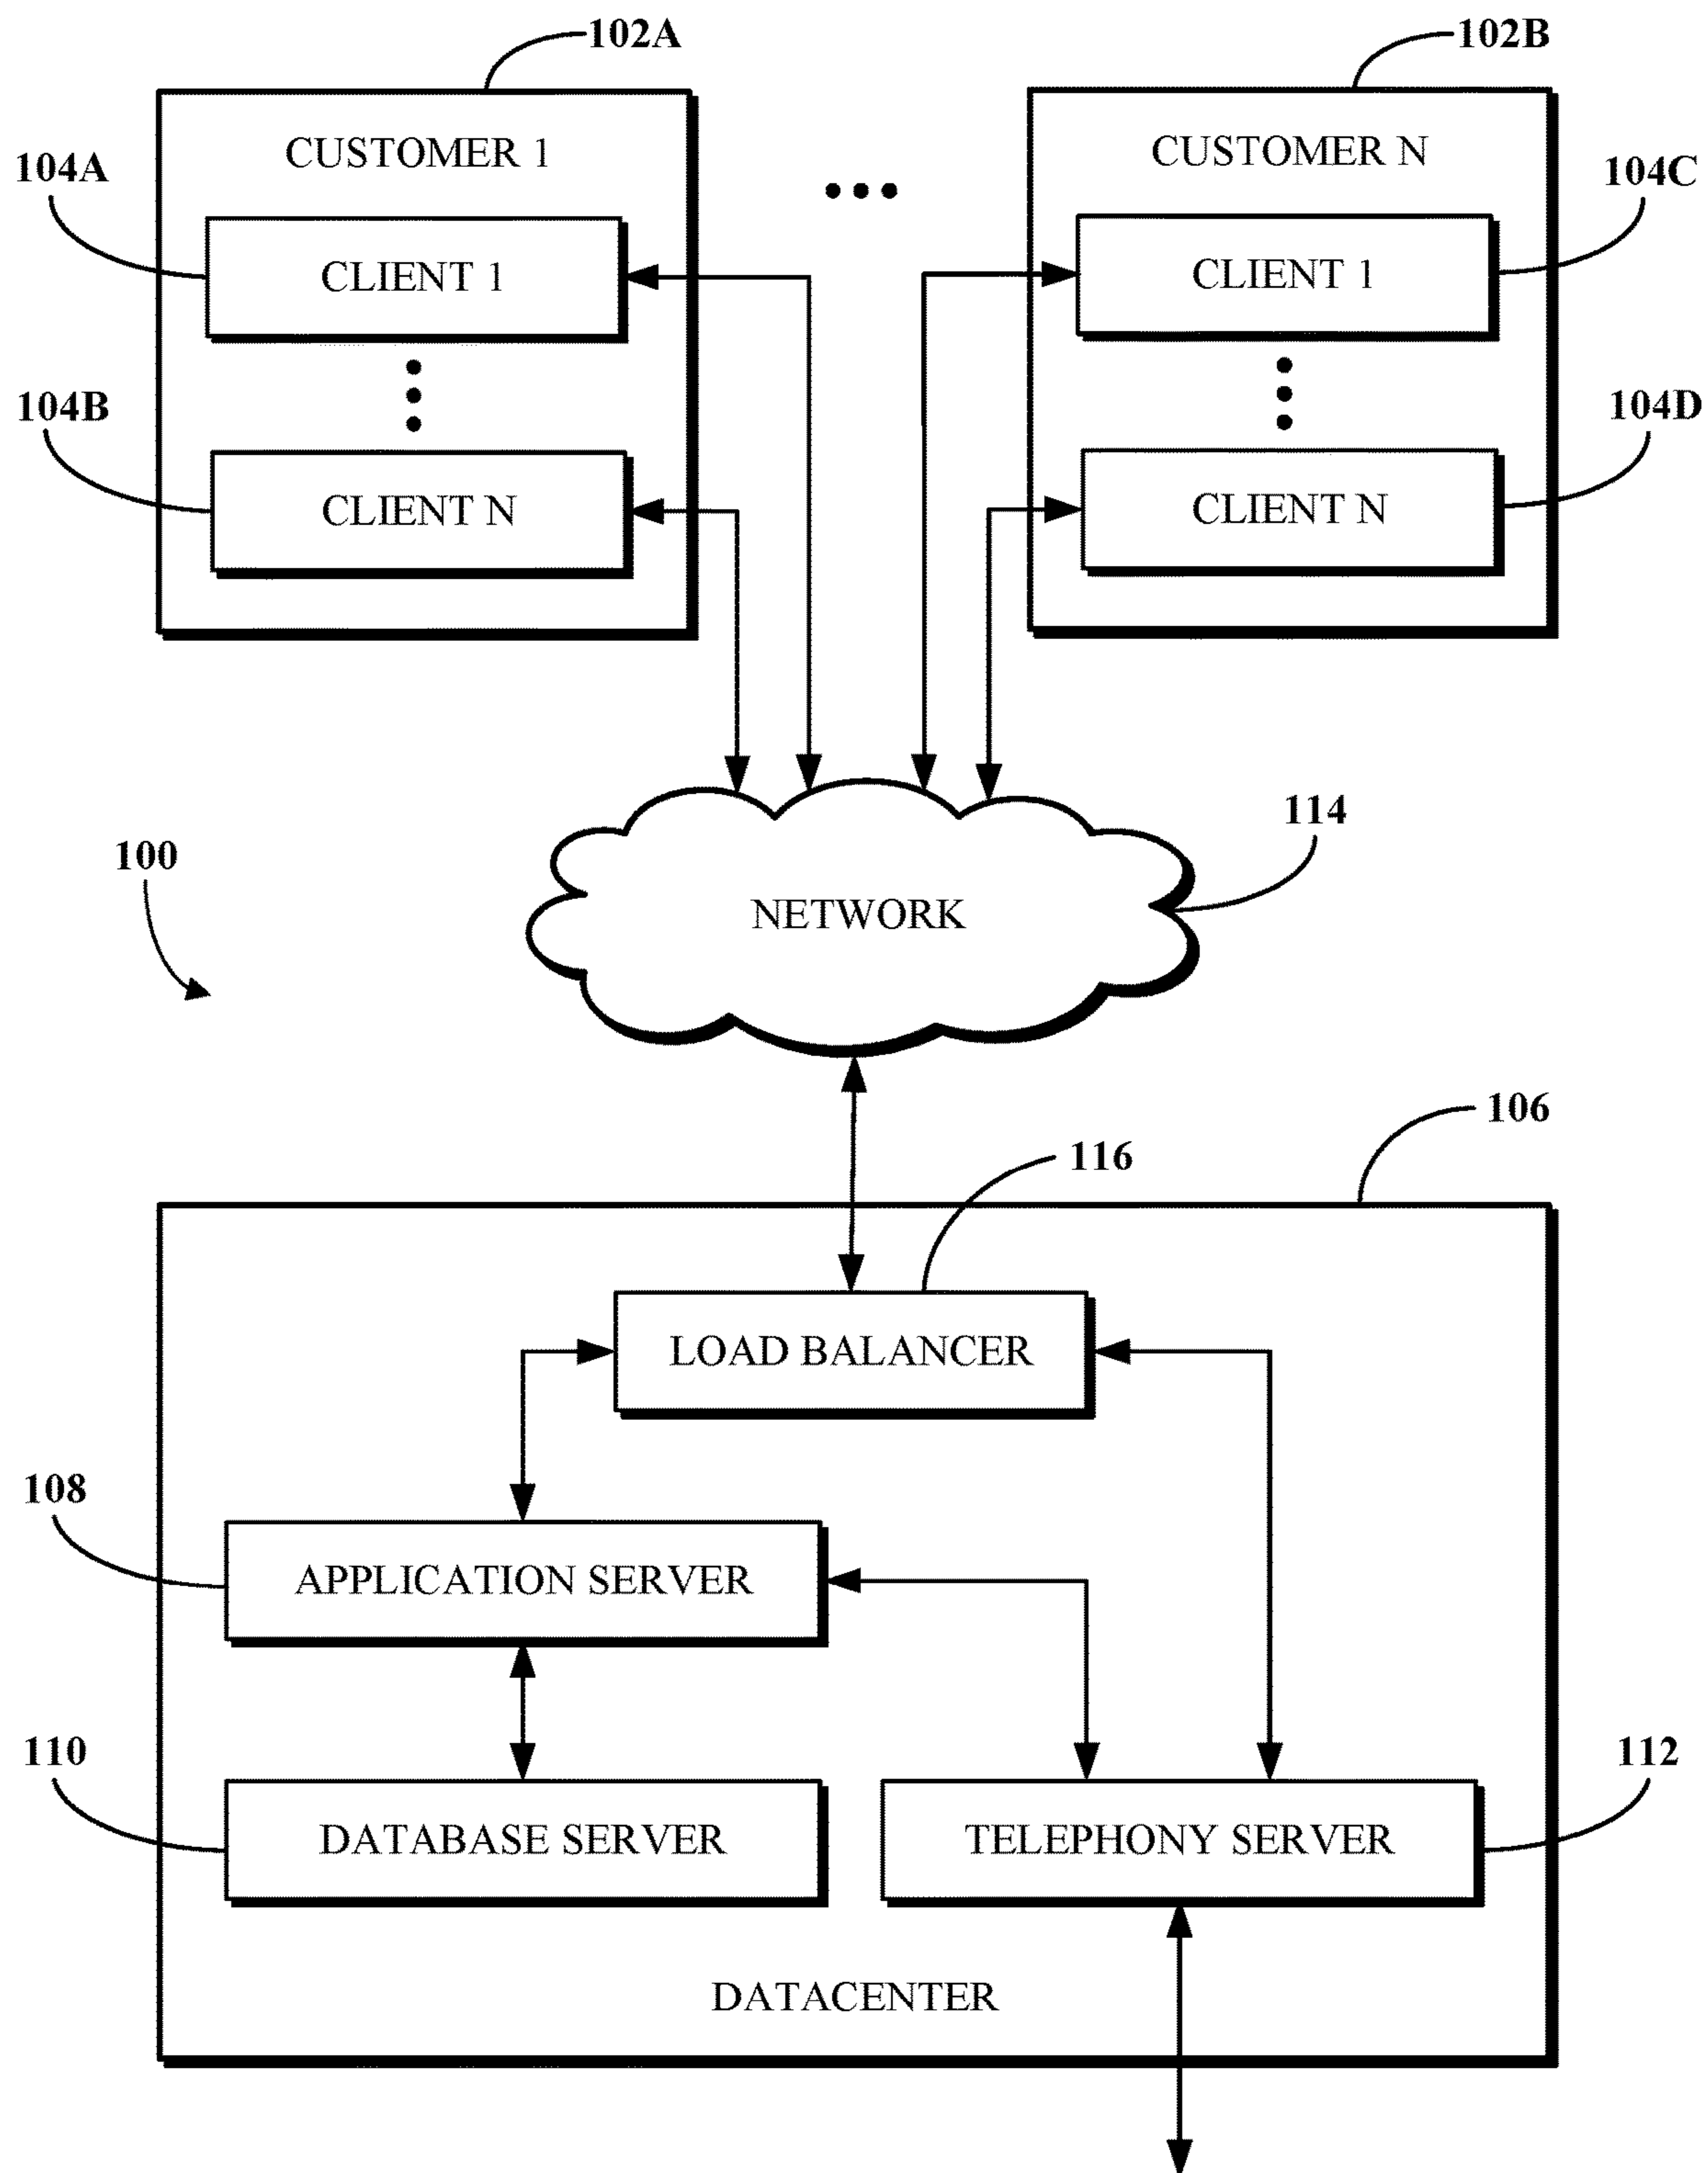 102A
102B
CUSTOMER 1
CUSTOMER N
104A
104C
CLIENT 1
CLIENT 1
104B
104D
CLIENT N
CLIENT N
114
100
NETWORK
106
116
LOAD BALANCER
108
APPLICATION SERVER
110
112
DATABASE SERVER
TELEPHONY SERVER
DATACENTER